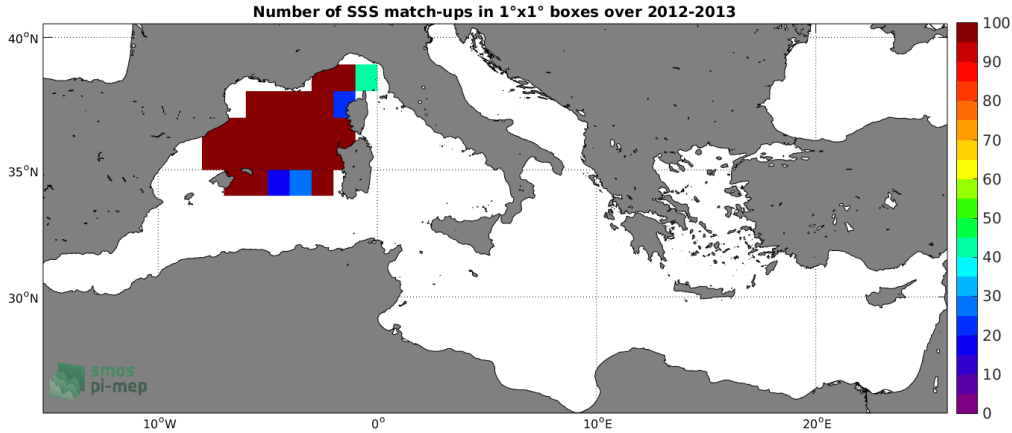 Number of SSS match-ups in 1°x1° boxes over 2012-2013
40°N
35°N
30°N
10°W
0°
10°E
20°E
100
90
80
70
60
50
40
30
20
10
0
smos
pi-mep